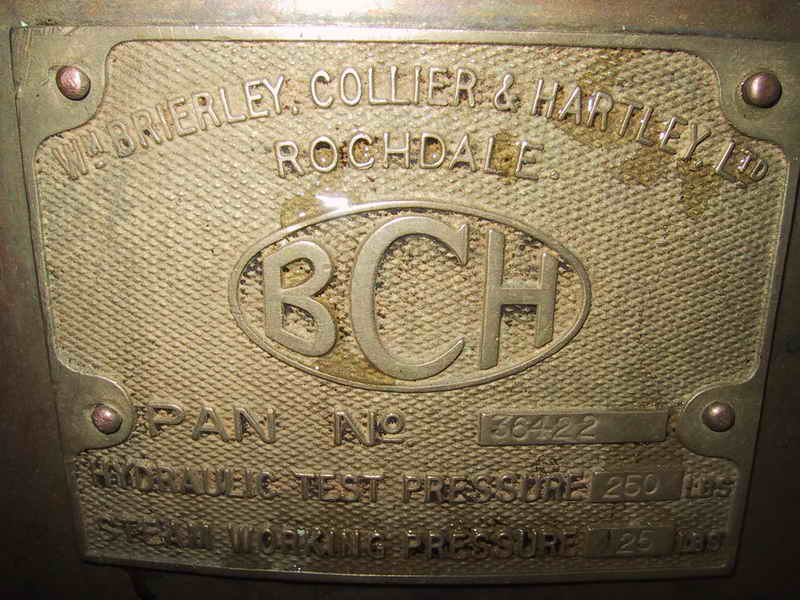 Wm BRIERLEY, COLLIER & HARTLEY, LTD
ROCHDALE.
BCH
PAN No 36422
HYDRAULIC TEST PRESSURE 250 LBS
STEAM WORKING PRESSURE 125 LBS